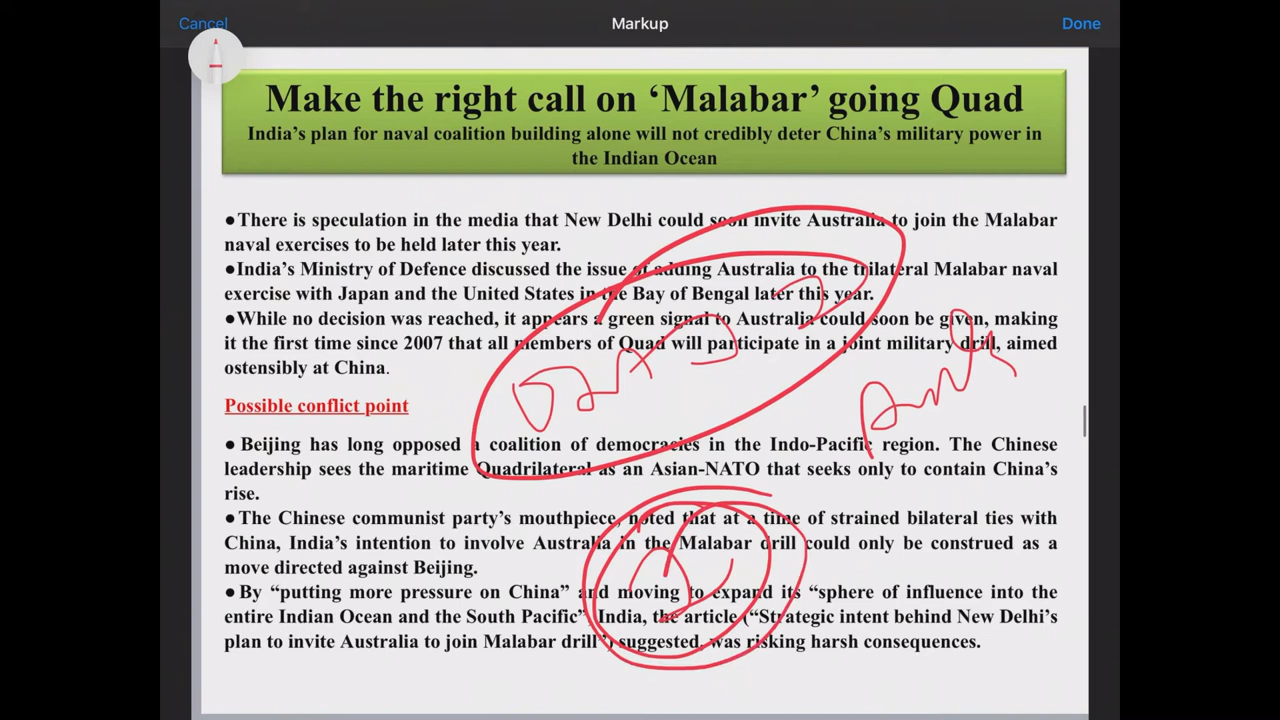 Cancel
Markup
Done
Make the right call on ‘Malabar’ going Quad
India’s plan for naval coalition building alone will not credibly deter China’s military power in
the Indian Ocean
●There is speculation in the media that New Delhi could soon invite Australia to join the Malabar
naval exercises to be held later this year.
●India’s Ministry of Defence discussed the issue of adding Australia to the trilateral Malabar naval
exercise with Japan and the United States in the Bay of Bengal later this year.
●While no decision was reached, it appears a green signal to Australia could soon be given, making
it the first time since 2007 that all members of Quad will participate in a joint military drill, aimed
ostensibly at China.
Possible conflict point
● Beijing has long opposed a coalition of democracies in the Indo-Pacific region. The Chinese
leadership sees the maritime Quadrilateral as an Asian-NATO that seeks only to contain China’s
rise.
●The Chinese communist party’s mouthpiece, noted that at a time of strained bilateral ties with
China, India’s intention to involve Australia in the Malabar drill could only be construed as a
move directed against Beijing.
● By “putting more pressure on China” and moving to expand its “sphere of influence into the
entire Indian Ocean and the South Pacific”, India, the article (“Strategic intent behind New Delhi’s
plan to invite Australia to join Malabar drill”) suggested, was risking harsh consequences.